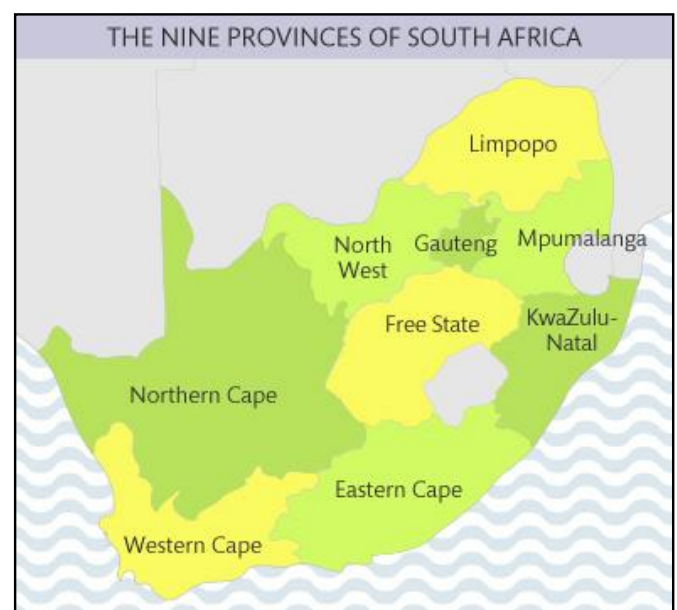 THE NINE PROVINCES OF SOUTH AFRICA
Limpopo
North
West
Gauteng
Mpumalanga
Free State
KwaZulu-
Natal
Northern Cape
Eastern Cape
Western Cape